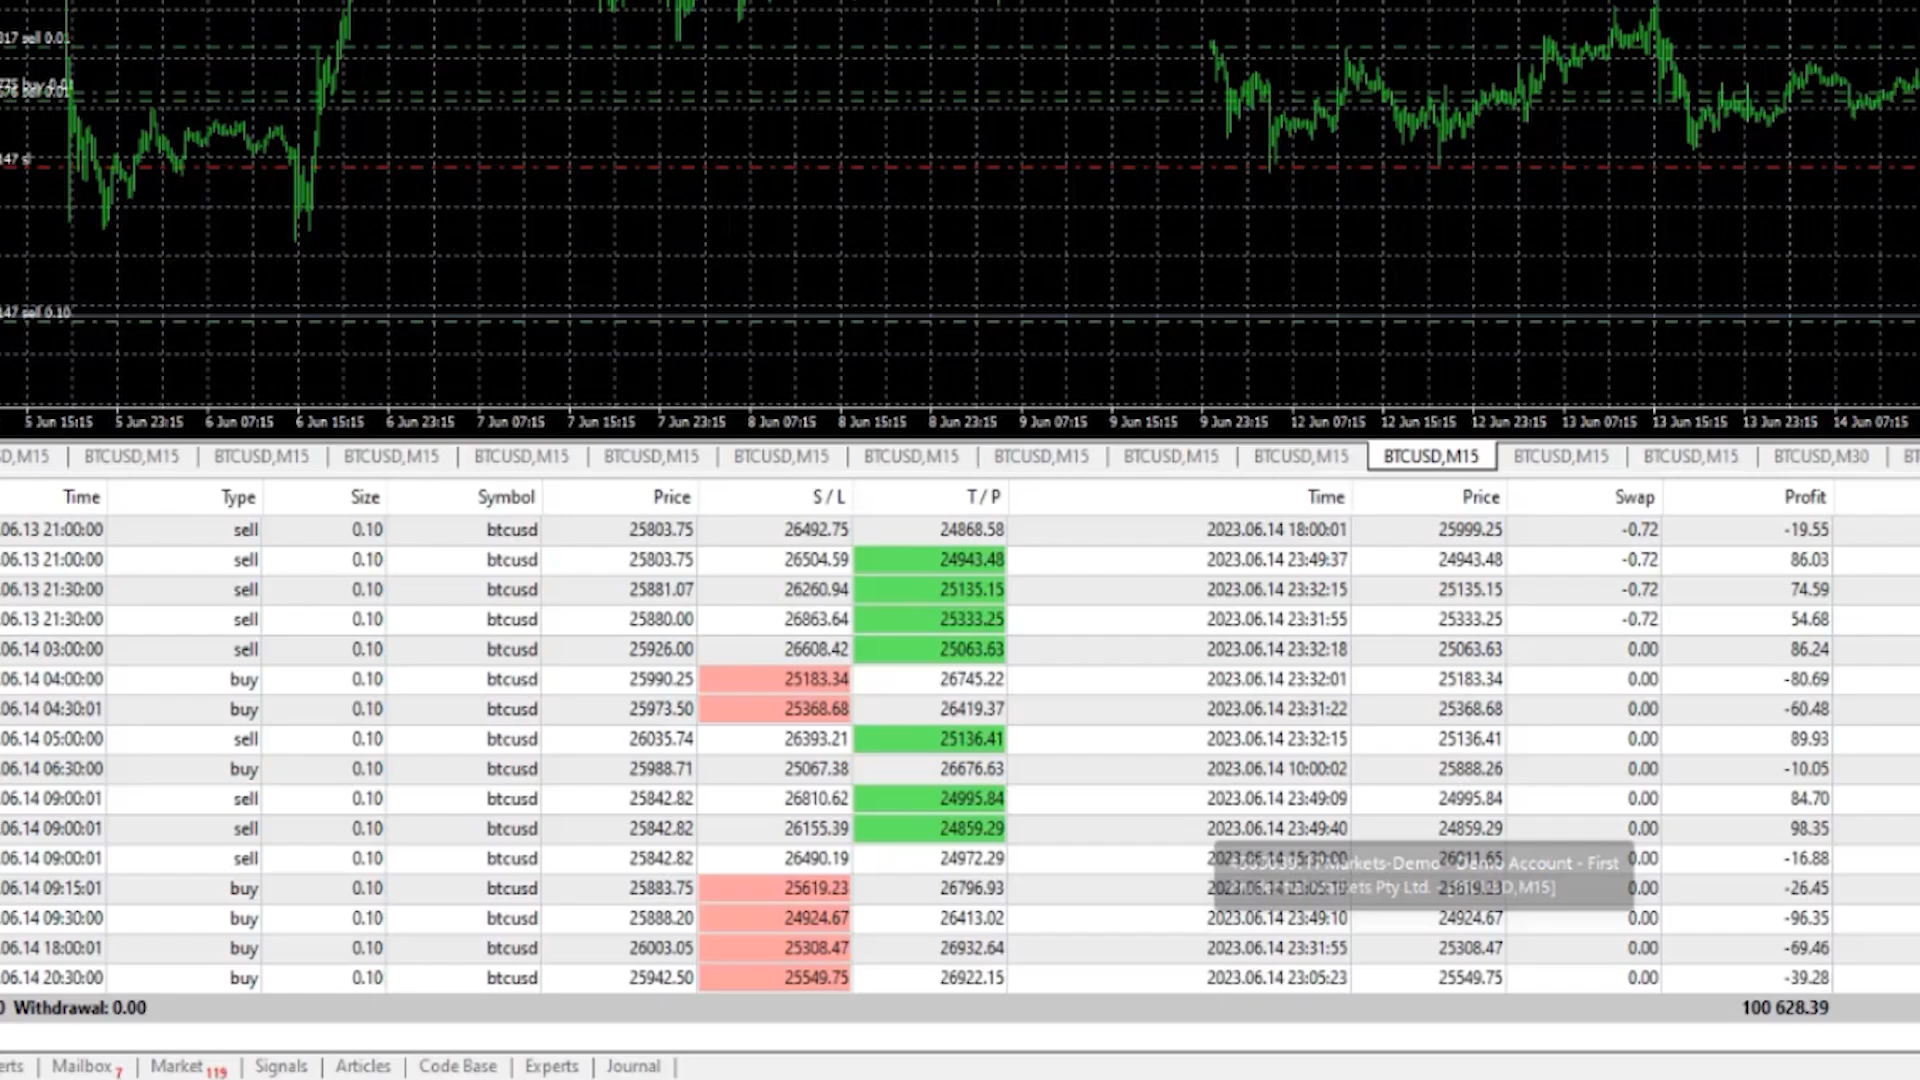 317 sell 0.01
147 sl
147 sell 0.10
5 Jun 15:15 5 Jun 23:15 6 Jun 07:15 6 Jun 15:15 6 Jun 23:15 7 Jun 07:15 7 Jun 15:15 7 Jun 23:15 8 Jun 07:15 8 Jun 15:15 8 Jun 23:15 9 Jun 07:15 9 Jun 15:15 9 Jun 23:15 12 Jun 07:15 12 Jun 15:15 12 Jun 23:15 13 Jun 07:15 13 Jun 15:15 13 Jun 23:15 14 Jun 07:15
D,M15 | BTCUSD,M15 | BTCUSD,M15 | BTCUSD,M15 | BTCUSD,M15 | BTCUSD,M15 | BTCUSD,M15 | BTCUSD,M15 | BTCUSD,M15 | BTCUSD,M15 | BTCUSD,M15 | BTCUSD,M15 | BTCUSD,M15 | BTCUSD,M15 | BTCUSD,M30 | BT
Time Type Size Symbol Price S / L T / P Time Price Swap Profit
.06.13 21:00:00 sell 0.10 btcusd 25803.75 26492.75 24868.58 2023.06.14 18:00:01 25999.25 -0.72 -19.55
.06.13 21:00:00 sell 0.10 btcusd 25803.75 26504.59 24943.48 2023.06.14 23:49:37 24943.48 -0.72 86.03
.06.13 21:30:00 sell 0.10 btcusd 25881.07 26260.94 25135.15 2023.06.14 23:32:15 25135.15 -0.72 74.59
.06.13 21:30:00 sell 0.10 btcusd 25880.00 26863.64 25333.25 2023.06.14 23:31:55 25333.25 -0.72 54.68
.06.14 03:00:00 sell 0.10 btcusd 25926.00 26608.42 25063.63 2023.06.14 23:32:18 25063.63 0.00 86.24
.06.14 04:00:00 buy 0.10 btcusd 25990.25 25183.34 26745.22 2023.06.14 23:32:01 25183.34 0.00 -80.69
.06.14 04:30:01 buy 0.10 btcusd 25973.50 25368.68 26419.37 2023.06.14 23:31:22 25368.68 0.00 -60.48
.06.14 05:00:00 sell 0.10 btcusd 26035.74 26393.21 25136.41 2023.06.14 23:32:15 25136.41 0.00 89.93
.06.14 06:30:00 buy 0.10 btcusd 25988.71 25067.38 26676.63 2023.06.14 10:00:02 25888.26 0.00 -10.05
.06.14 09:00:01 sell 0.10 btcusd 25842.82 26810.62 24995.84 2023.06.14 23:49:09 24995.84 0.00 84.70
.06.14 09:00:01 sell 0.10 btcusd 25842.82 26155.39 24859.29 2023.06.14 23:49:40 24859.29 0.00 98.35
.06.14 09:00:01 sell 0.10 btcusd 25842.82 26490.19 24972.29 2023.06.14 15:30:00 26011.65 0.00 -16.88
Demo Account - First
.06.14 09:15:01 buy 0.10 btcusd 25883.75 25619.23 26796.93 25619.23 0.00 -26.45
Pty Ltd.
.06.14 09:30:00 buy 0.10 btcusd 25888.20 24924.67 26413.02 2023.06.14 23:49:10 24924.67 0.00 -96.35
.06.14 18:00:01 buy 0.10 btcusd 26003.05 25308.47 26932.64 2023.06.14 23:31:55 25308.47 0.00 -69.46
.06.14 20:30:00 buy 0.10 btcusd 25942.50 25549.75 26922.15 2023.06.14 23:05:23 25549.75 0.00 -39.28
0 Withdrawal: 0.00 100 628.39
erts | Mailbox 7 | Market 119 | Signals | Articles | Code Base | Experts | Journal |